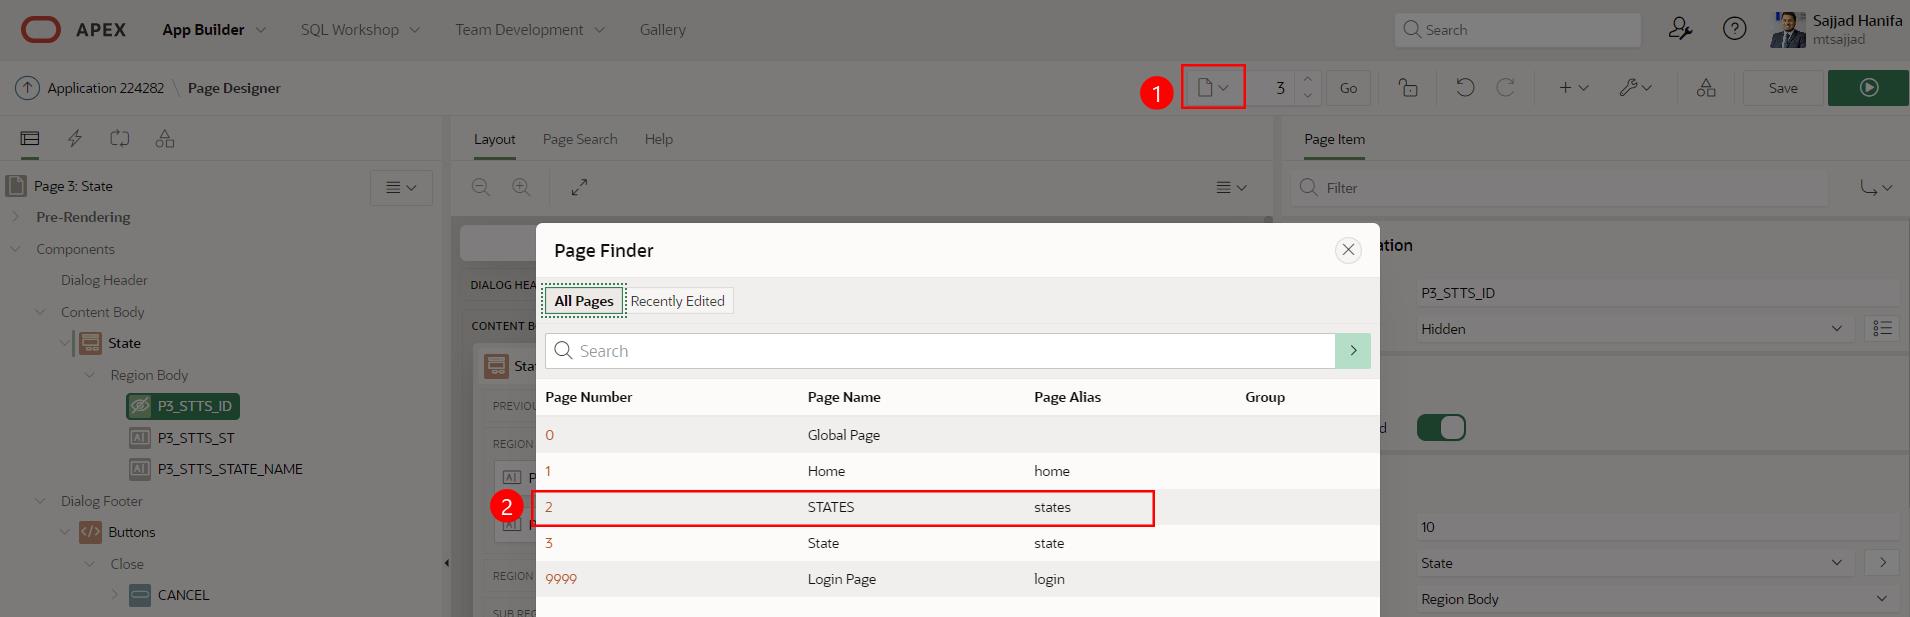 APEX App Builder SQL Workshop Team Development Gallery Search Sajjad Hanifa
mtsajjad
Application 224282 \ Page Designer 1 3 Go Save
Layout Page Search Help Page Item
Page 3: State Filter
Pre-Rendering
Components
Dialog Header
Content Body
State
Region Body
P3_STTS_ID
P3_STTS_ST
P3_STTS_STATE_NAME
Dialog Footer
Buttons
Close
CANCEL
DIALOG HEA
CONTENT B
Sta
PREVIOU
REGION
P
P
REGION
SUB REG
Page Finder
All Pages Recently Edited
Search
Page Number Page Name Page Alias Group
0 Global Page
1 Home home
2 2 STATES states
3 State state
9999 Login Page login
ation
P3_STTS_ID
Hidden
d
10
State
Region Body